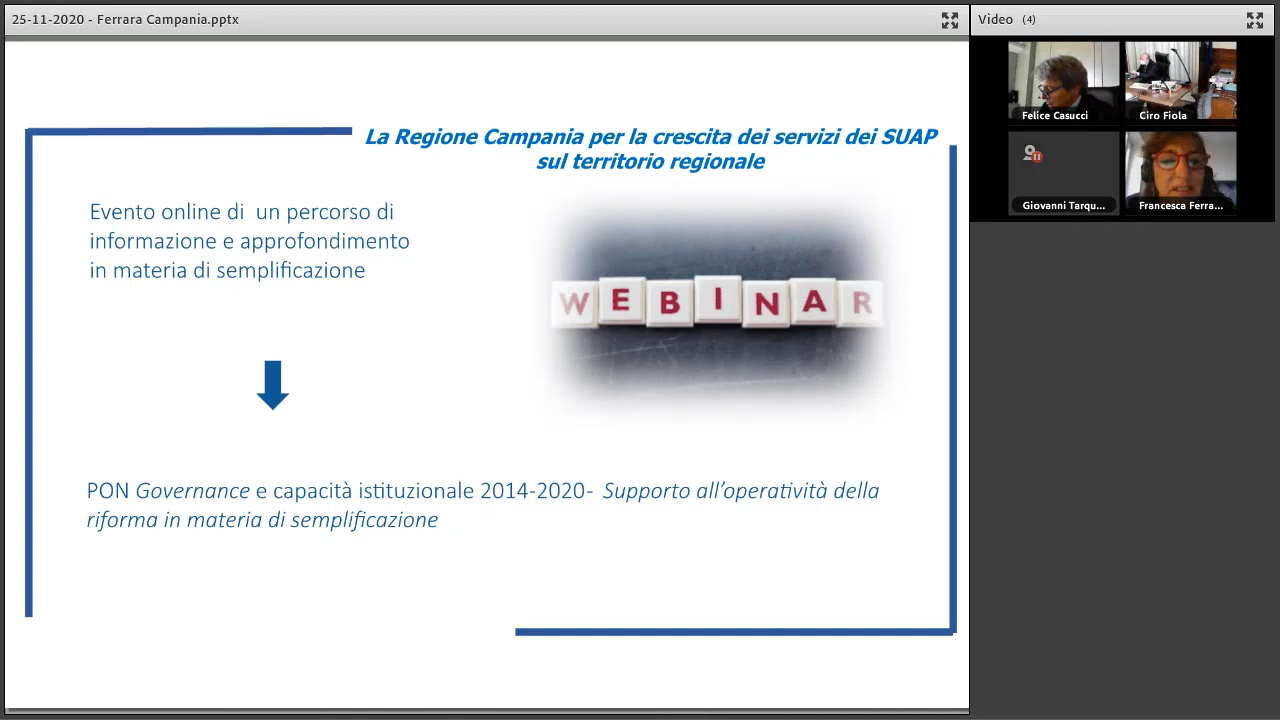 25-11-2020 - Ferrara Campania.pptx
Video (4)
Felice Casucci
Ciro Fiola
Giovanni Tarqu...
Francesca Ferra...
La Regione Campania per la crescita dei servizi dei SUAP
sul territorio regionale
Evento online di un percorso di
informazione e approfondimento
in materia di semplificazione
WEBINAR
PON Governance e capacità istituzionale 2014-2020- Supporto all’operatività della
riforma in materia di semplificazione